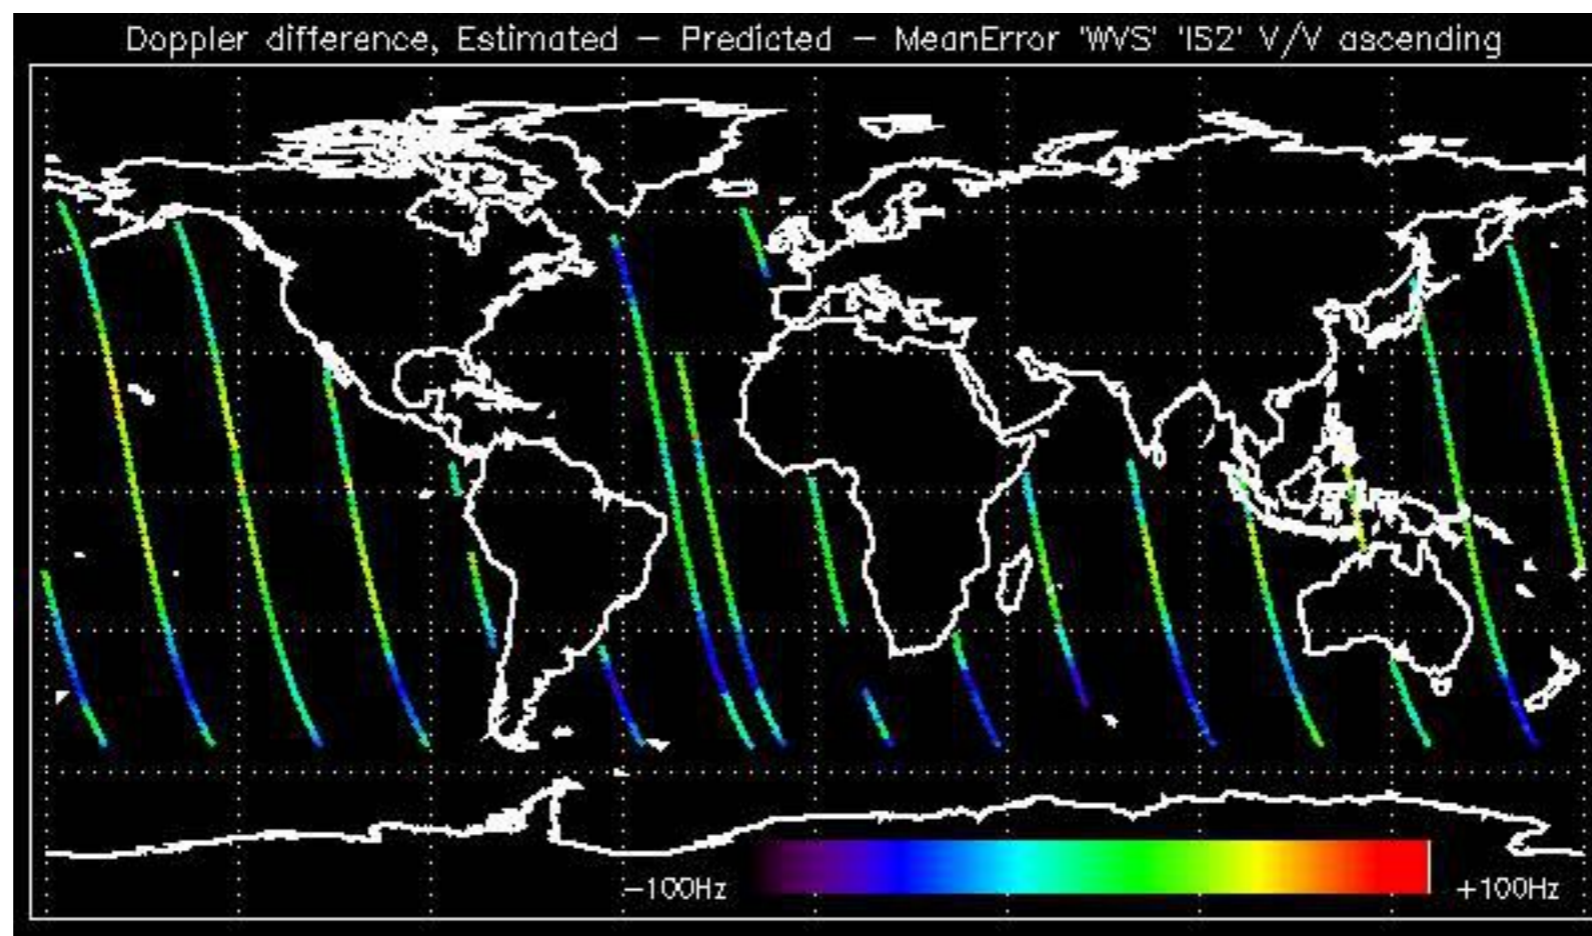 Doppler difference, Estimated – Predicted – MeanError 'WVS' 'IS2' V/V ascending
–100Hz +100Hz